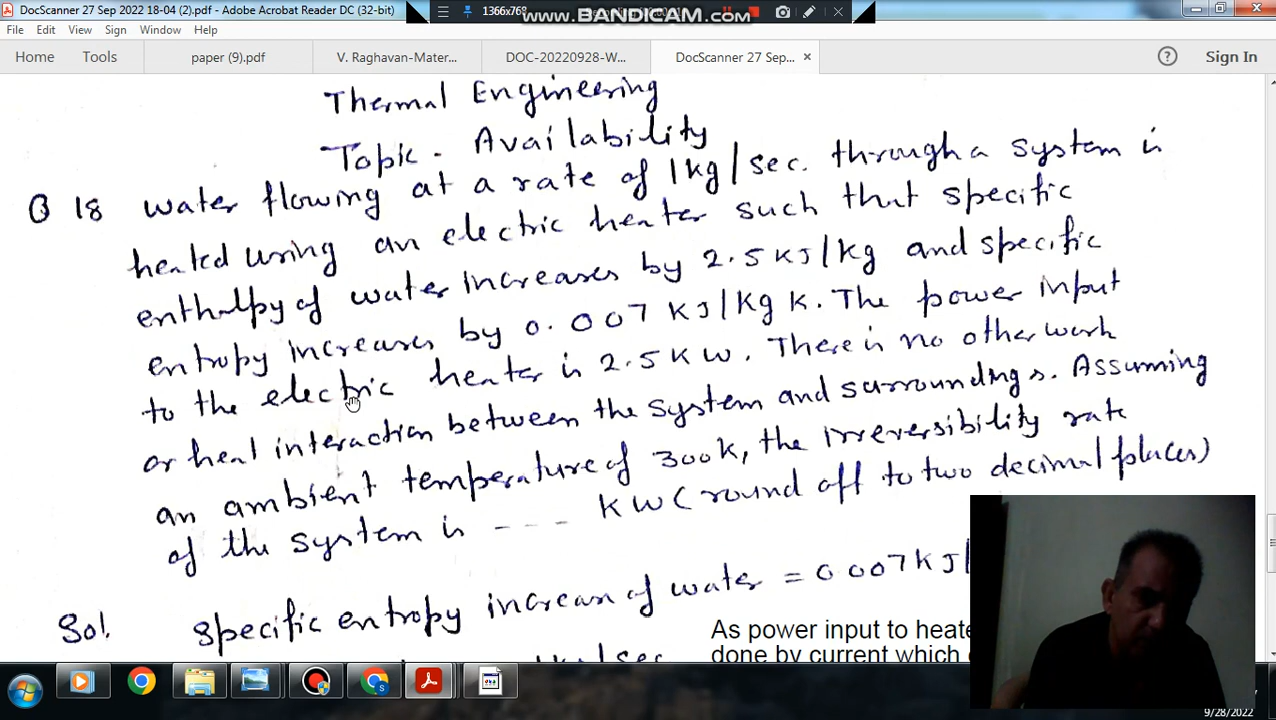 DocScanner 27 Sep 2022 18-04 (2).pdf - Adobe Acrobat Reader DC (32-bit)
1366x768
www.BANDICAM.com
File Edit View Sign Window Help
Home Tools paper (9).pdf V. Raghavan-Mater... DOC-20220928-W... DocScanner 27 Sep... × Sign In
Thermal Engineering
Topic - Availability
Q 18 water flowing at a rate of 1kg/sec. through a system is
heated using an electric heater such that specific
enthalpy of water increases by 2.5 KJ/kg and specific
entropy increases by 0.007 KJ/Kg K. The power input
to the electric heater is 2.5 KW. There is no other work
or heat interaction between the system and surroundings. Assuming
an ambient temperature of 300K, the irreversibility rate
of the system is ---- KW (round off to two decimal places)
Sol. Specific entropy increase of water = 0.007 KJ/
As power input to heate
1kg/sec
done by current which
9/28/2022